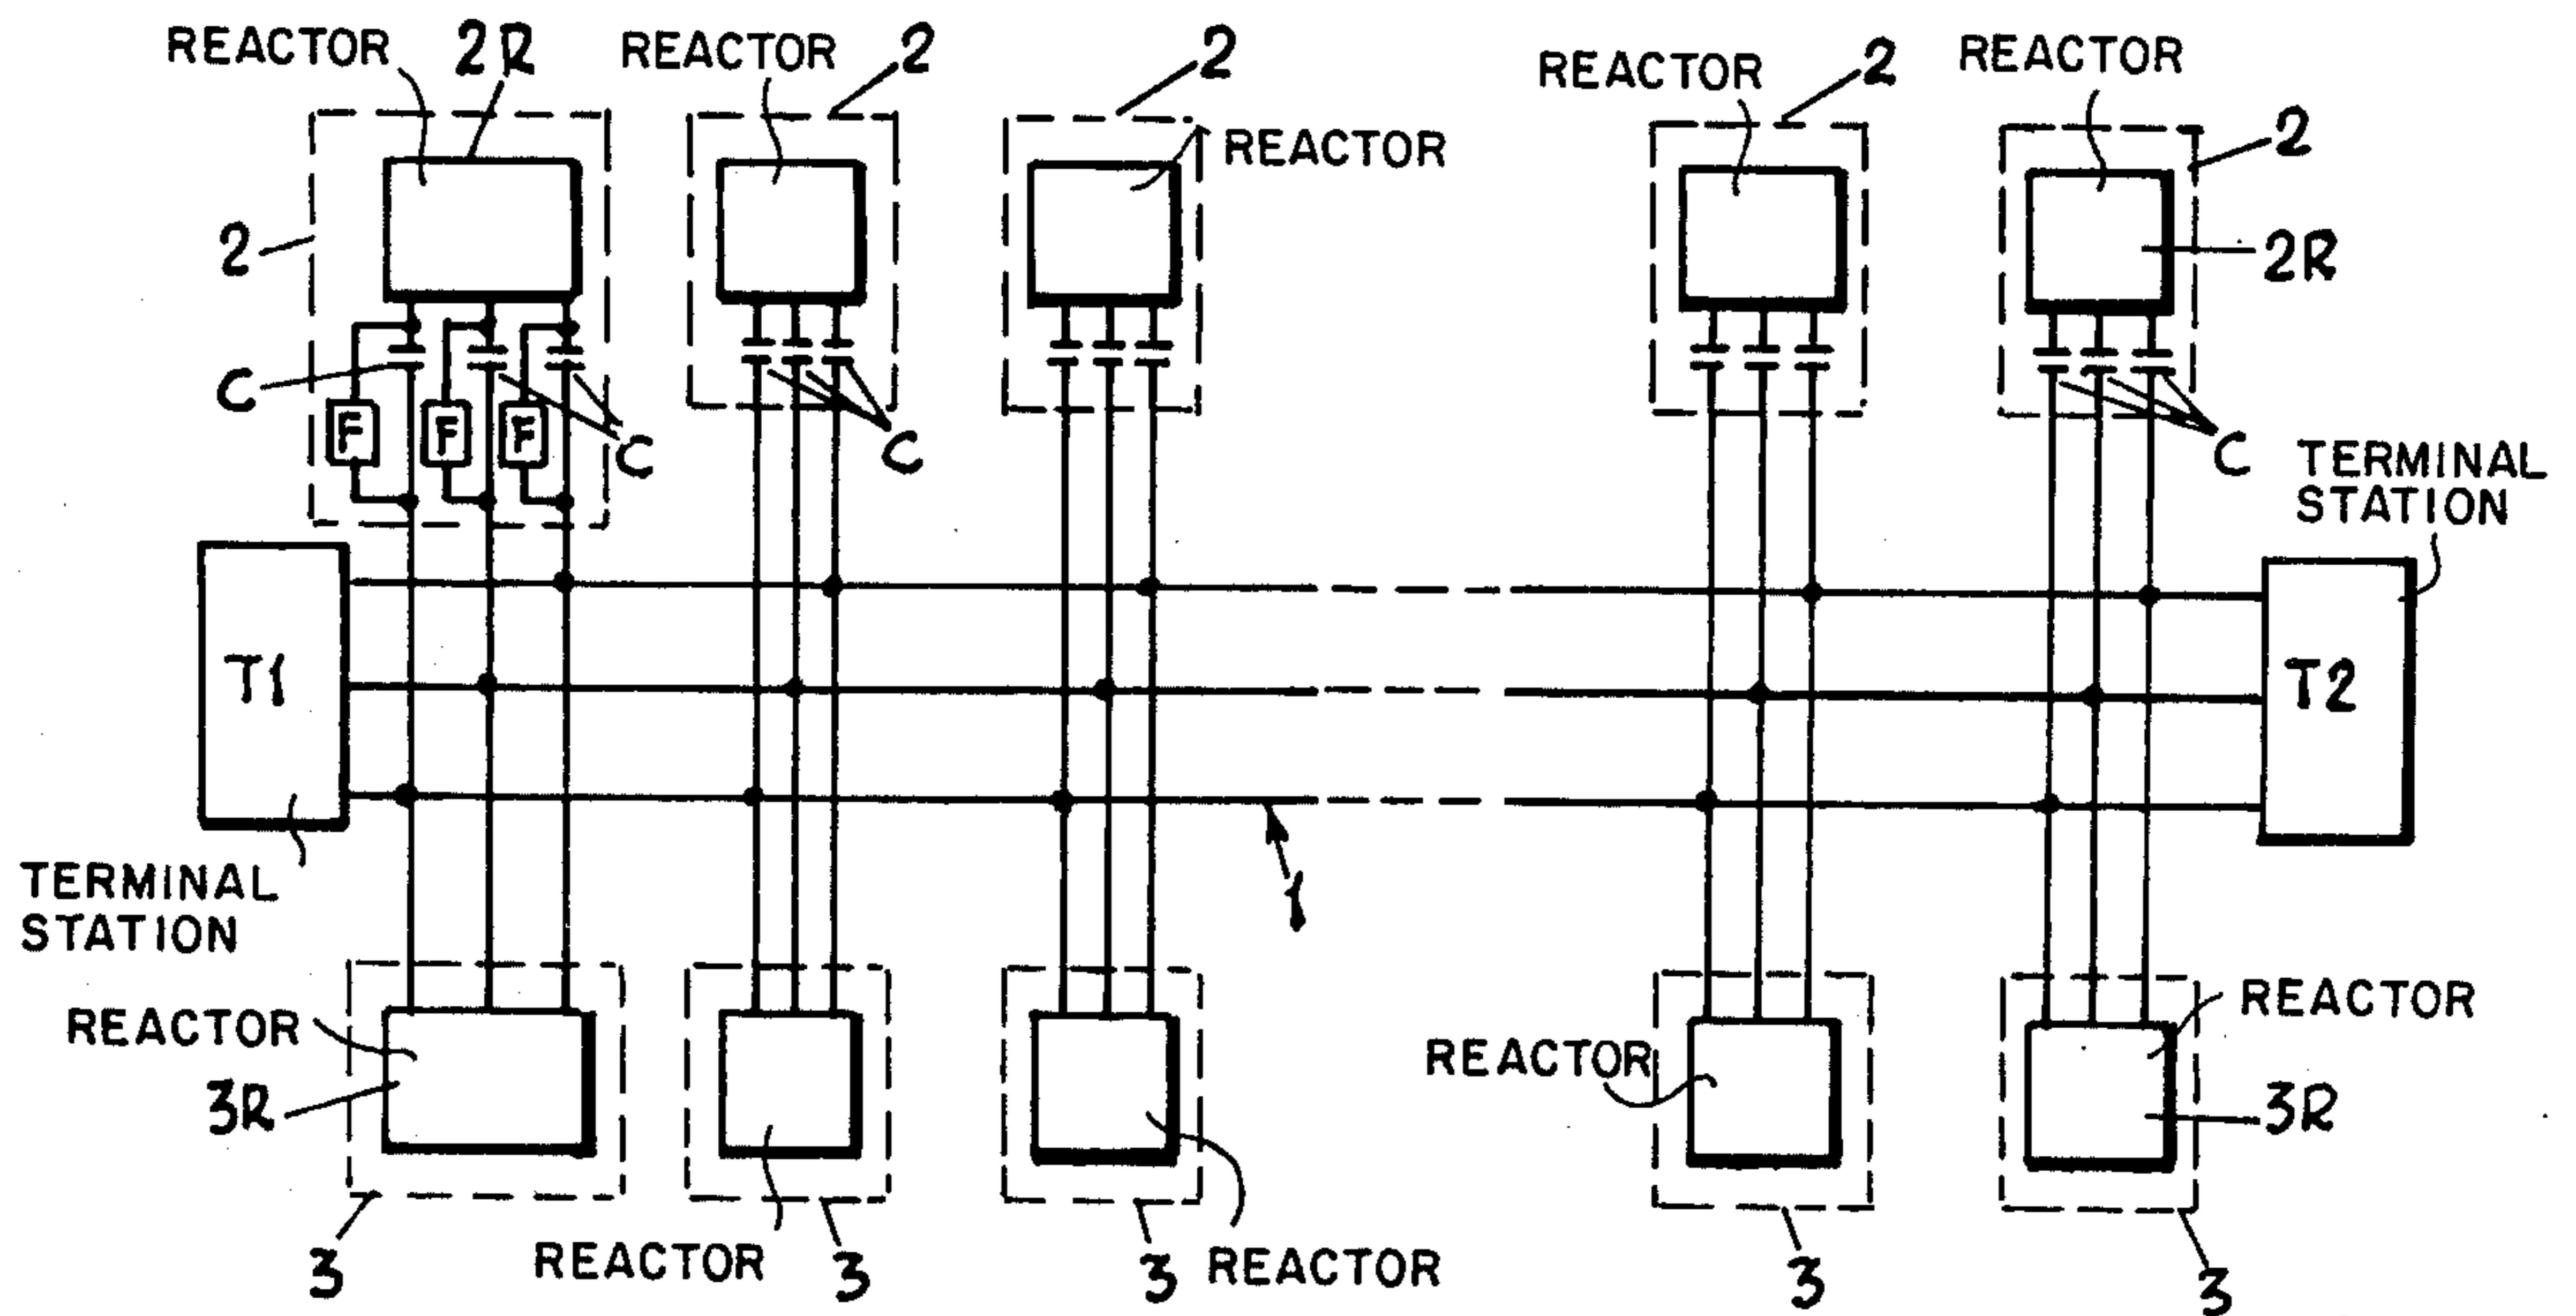 REACTOR
2R
REACTOR
2
2
REACTOR
REACTOR
2
REACTOR
2
2
2R
C
F
F
F
C
C
C
TERMINAL
STATION
T1
T2
TERMINAL
STATION
1
REACTOR
3R
REACTOR
REACTOR
3R
3
REACTOR
3
3
REACTOR
3
3